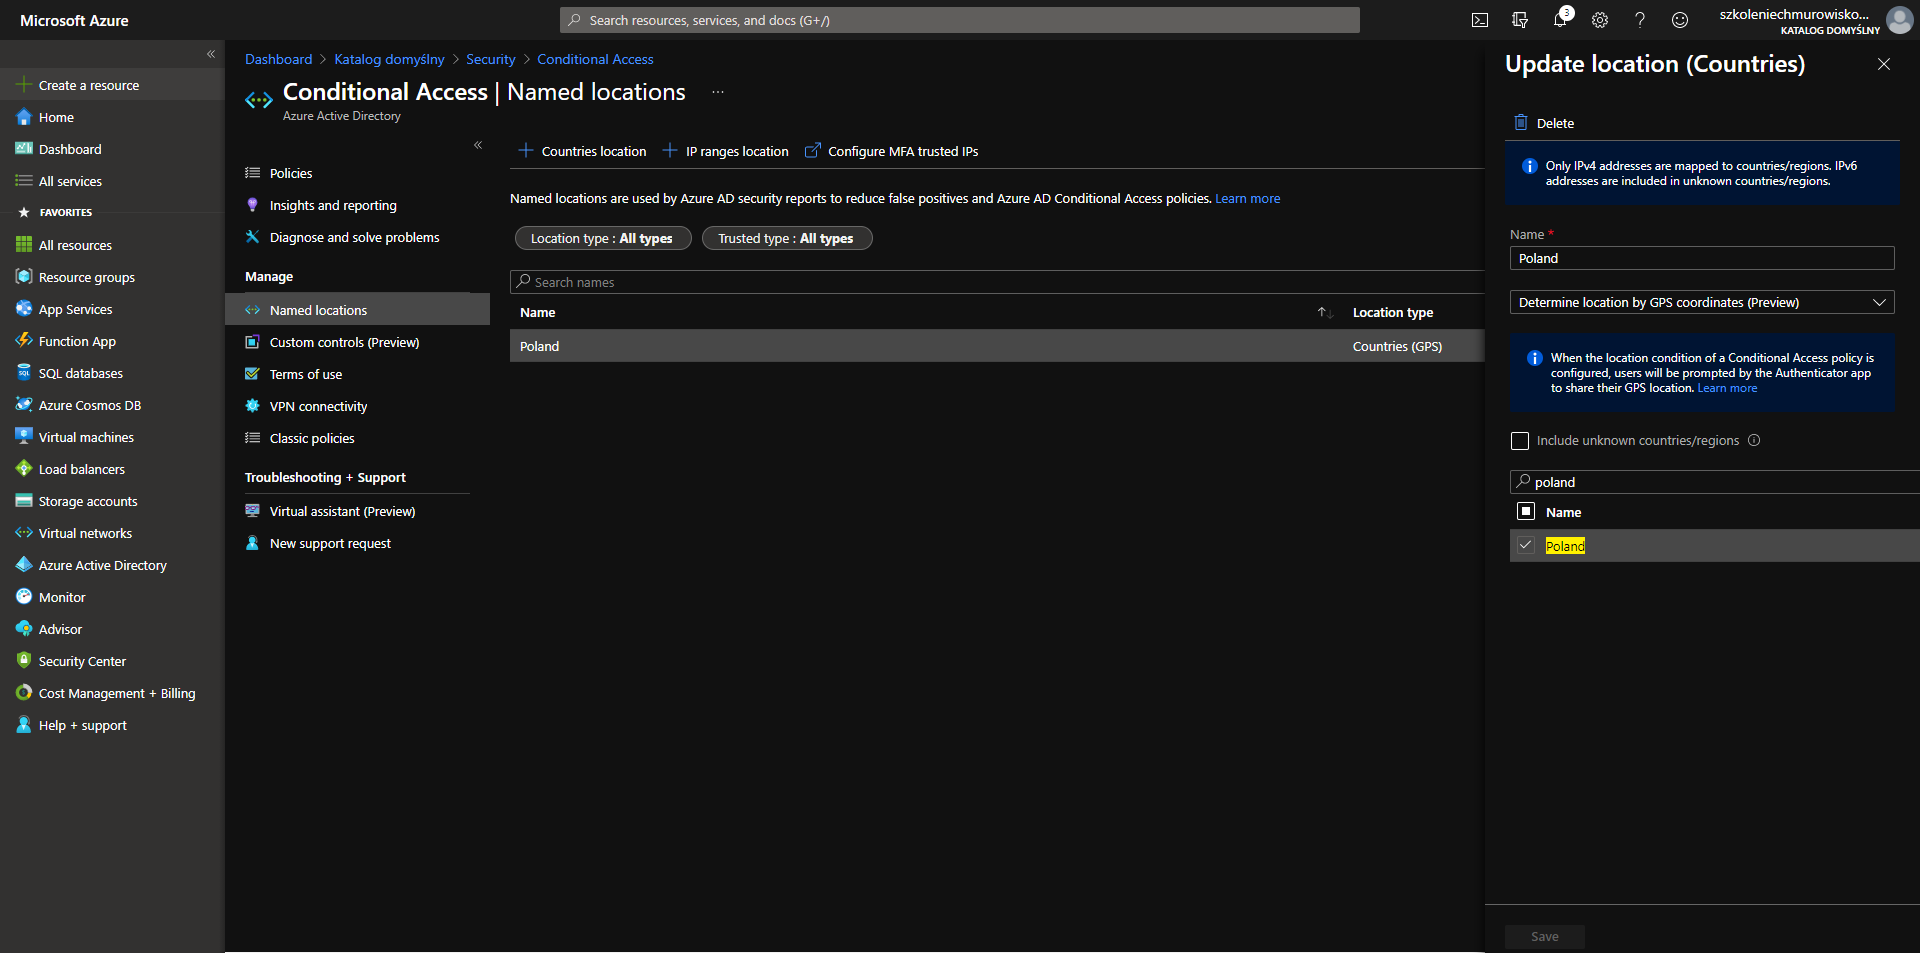 Microsoft Azure
Search resources, services, and docs (G+/)
3
szkoleniechmurowisko...
KATALOG DOMYŚLNY
Create a resource
Home
Dashboard
All services
FAVORITES
All resources
Resource groups
App Services
Function App
SQL databases
Azure Cosmos DB
Virtual machines
Load balancers
Storage accounts
Virtual networks
Azure Active Directory
Monitor
Advisor
Security Center
Cost Management + Billing
Help + support
Dashboard > Katalog domyślny > Security > Conditional Access
Conditional Access | Named locations ...
Azure Active Directory
Policies
Insights and reporting
Diagnose and solve problems
Manage
Named locations
Custom controls (Preview)
Terms of use
VPN connectivity
Classic policies
Troubleshooting + Support
Virtual assistant (Preview)
New support request
Countries location
IP ranges location
Configure MFA trusted IPs
Named locations are used by Azure AD security reports to reduce false positives and Azure AD Conditional Access policies. Learn more
Location type : All types
Trusted type : All types
Search names
Name
Location type
Poland
Countries (GPS)
Update location (Countries)
Delete
Only IPv4 addresses are mapped to countries/regions. IPv6
addresses are included in unknown countries/regions.
Name *
Poland
Determine location by GPS coordinates (Preview)
When the location condition of a Conditional Access policy is
configured, users will be prompted by the Authenticator app
to share their GPS location. Learn more
Include unknown countries/regions
poland
Name
Poland
Save